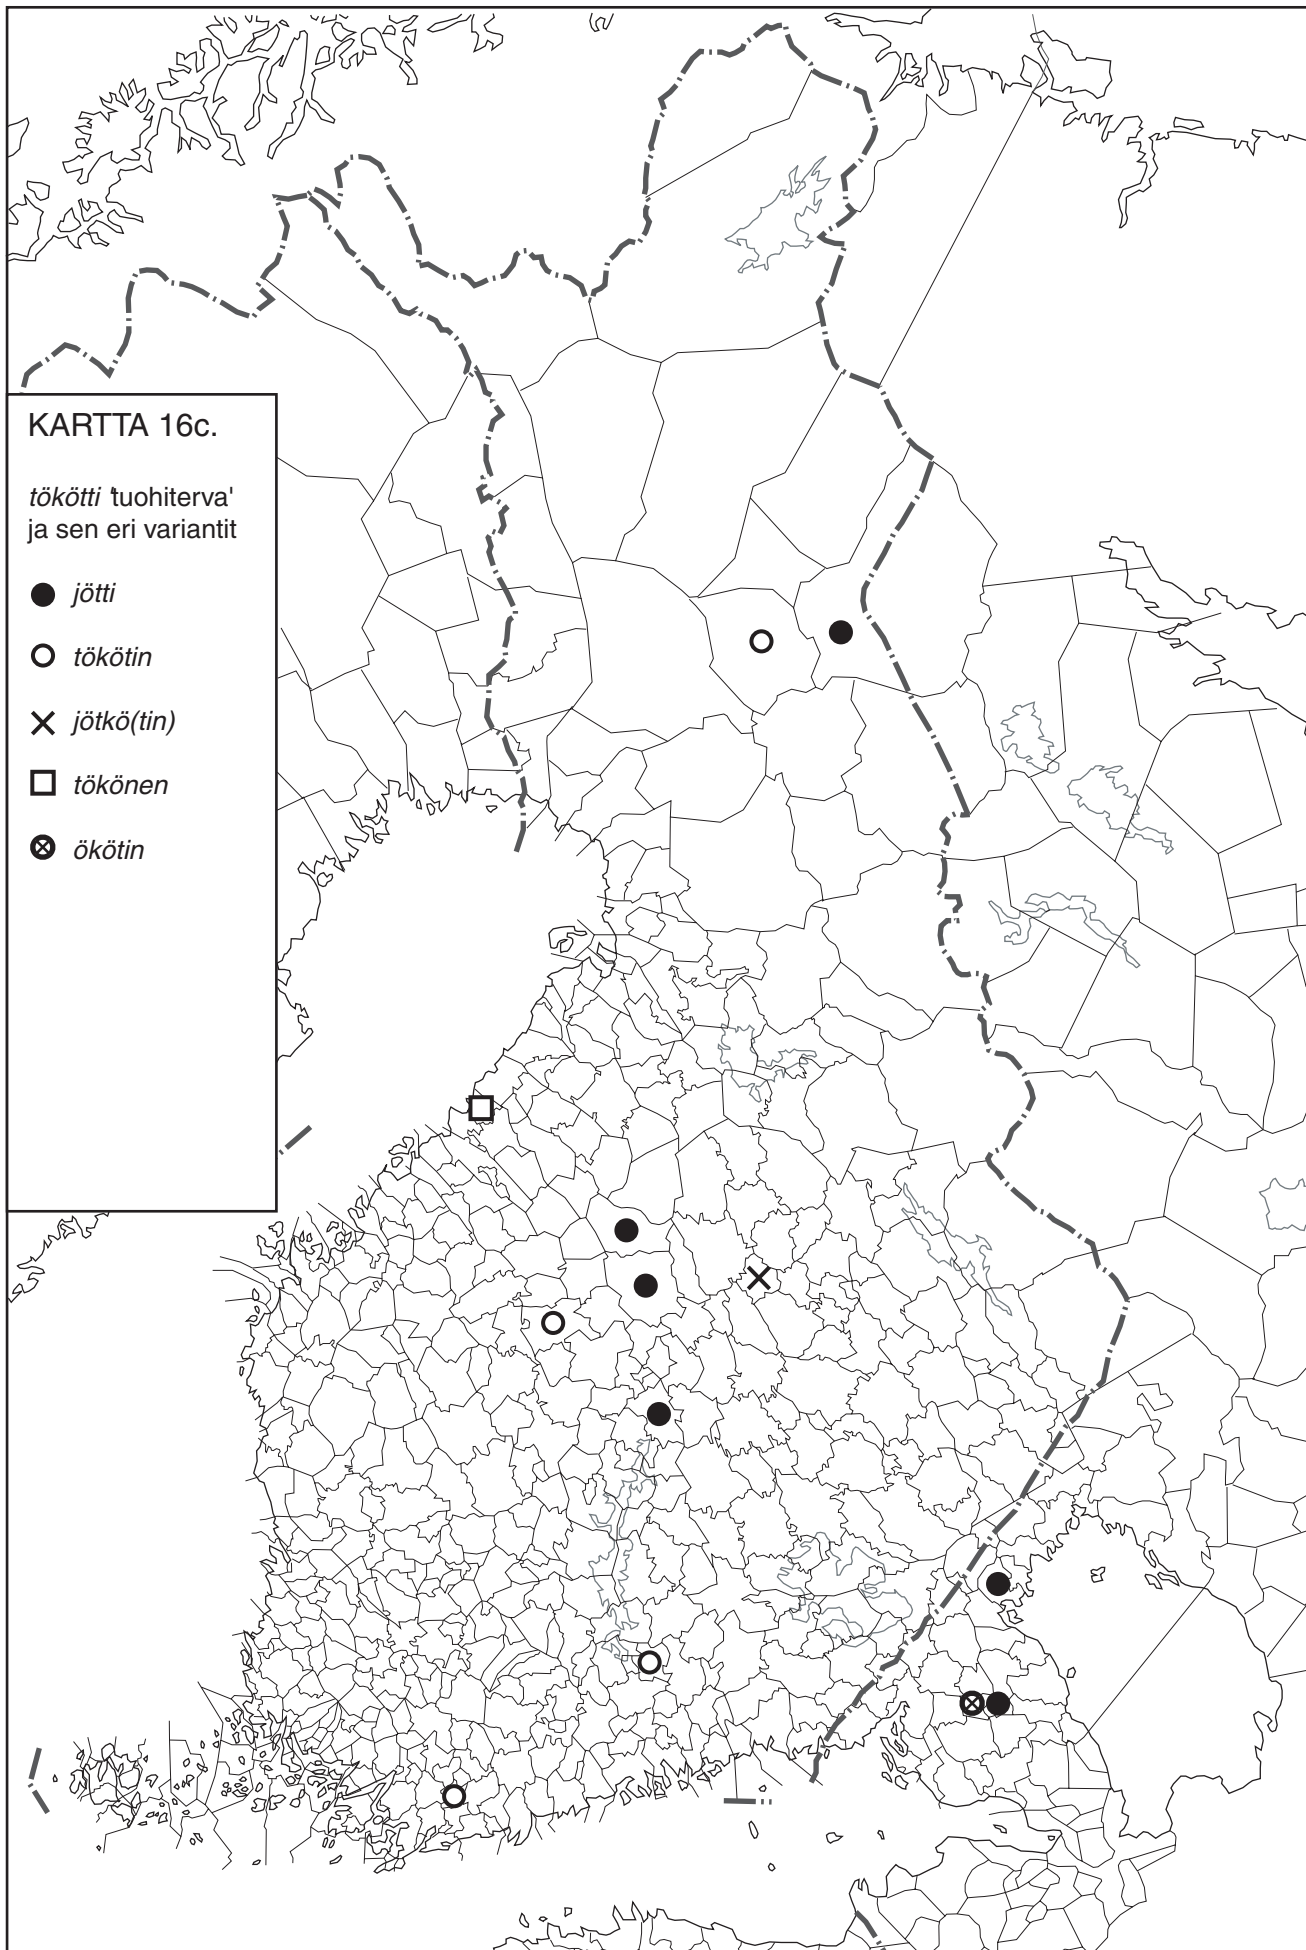 KARTTA 16c.
tökötti 'tuohiterva'
ja sen eri variantit
jötti
tökötin
jötkö(tin)
tökönen
ökötin